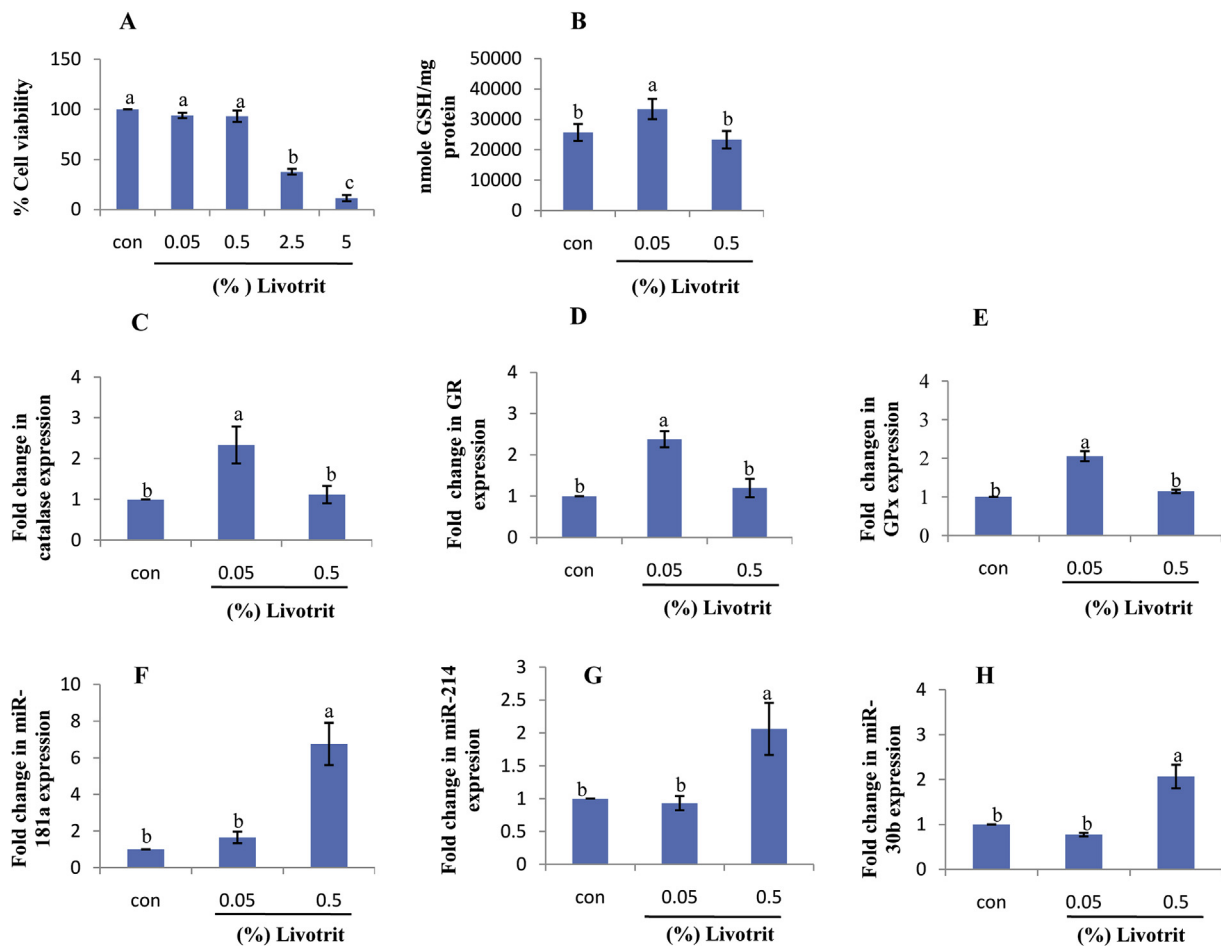 A
% Cell viability
150
100
50
0
a
a
a
b
c
con
0.05
0.5
2.5
5
(% ) Livotrit
B
nmole GSH/mg
protein
50000
40000
30000
20000
10000
0
b
a
b
con
0.05
0.5
(%) Livotrit
C
Fold change in
catalase expression
4
3
2
1
0
b
a
b
con
0.05
0.5
(%) Livotrit
D
Fold change in GR
expression
4
3
2
1
0
b
a
b
con
0.05
0.5
(%) Livotrit
E
Fold changen in
GPx expression
4
3
2
1
0
b
a
b
con
0.05
0.5
(%) Livotrit
F
Fold change in miR-
181a expression
10
8
6
4
2
0
b
b
a
con
0.05
0.5
(%) Livotrit
G
Fold change in miR-214
expresion
3
2.5
2
1.5
1
0.5
0
b
b
a
con
0.05
0.5
(%) Livotrit
H
Fold change in miR-
30b expression
4
3
2
1
0
b
b
a
con
0.05
0.5
(%) Livotrit